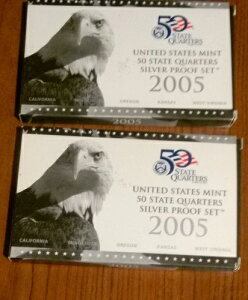 50
STATE
QUARTERS
UNITED STATES MINT
50 STATE QUARTERS
SILVER PROOF SET™
2005
CALIFORNIA OREGON KANSAS WEST VIRGINIA
2005
50
STATE
QUARTERS
UNITED STATES MINT
50 STATE QUARTERS
SILVER PROOF SET™
2005
CALIFORNIA MINNESOTA OREGON KANSAS WEST VIRGINIA